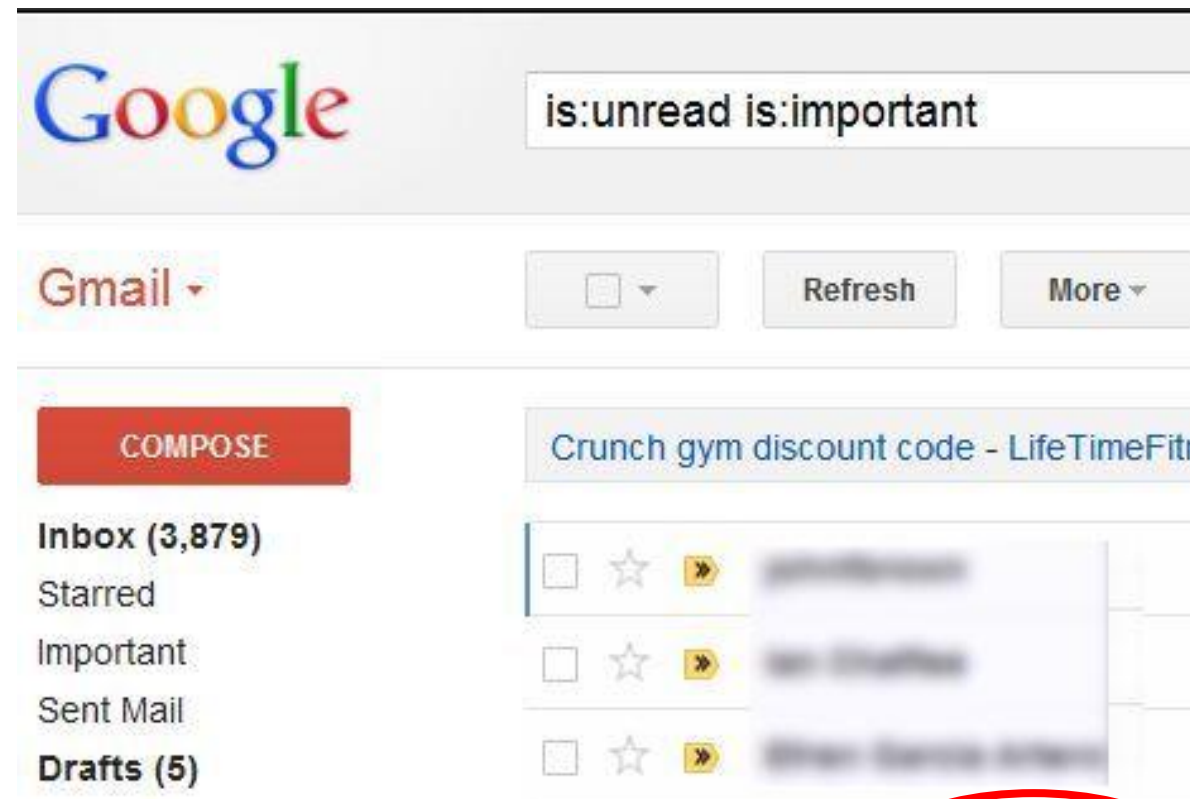 Google
is:unread is:important
Gmail
Refresh
More
COMPOSE
Crunch gym discount code - LifeTimeFit
Inbox (3,879)
Starred
Important
Sent Mail
Drafts (5)